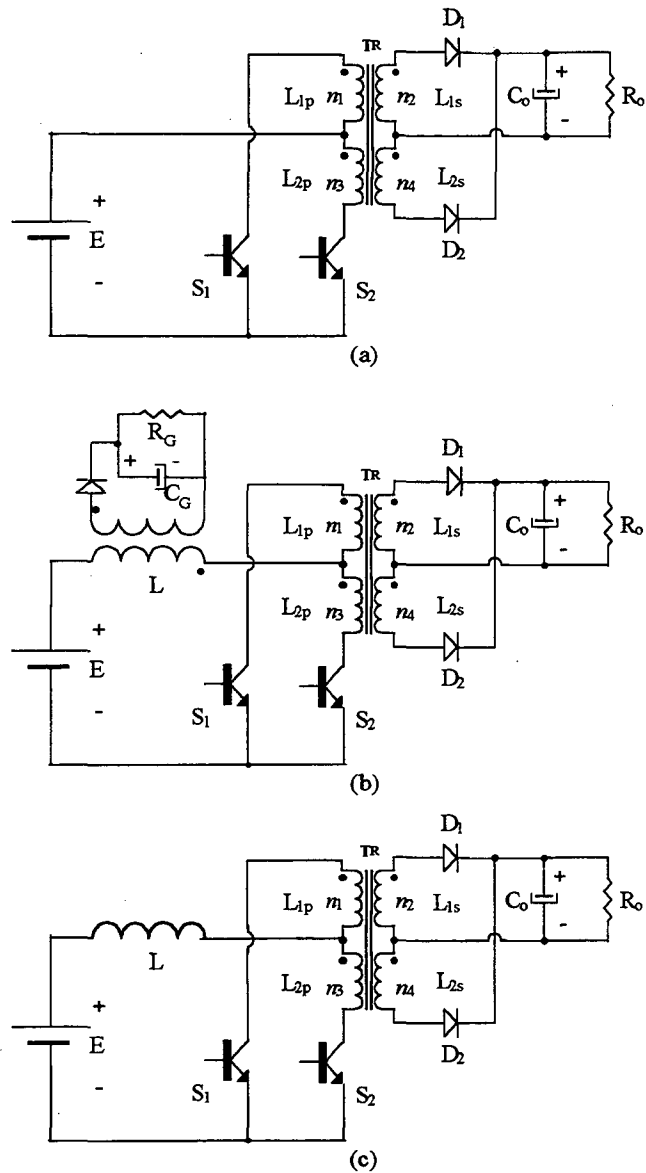 TR
D₁
L₁ₚ n₁ n₂ L₁ₛ
+
Cₒ
-
Rₒ
L₂ₚ n₃ n₄ L₂ₛ
+
E
-
D₂
S₁ S₂
(a)
R_G
+ -
C_G
TR
D₁
L₁ₚ n₁ n₂ L₁ₛ
+
Cₒ
-
Rₒ
L
L₂ₚ n₃ n₄ L₂ₛ
+
E
-
D₂
S₁ S₂
(b)
TR
D₁
L₁ₚ n₁ n₂ L₁ₛ
+
Cₒ
-
Rₒ
L
L₂ₚ n₃ n₄ L₂ₛ
+
E
-
D₂
S₁ S₂
(c)